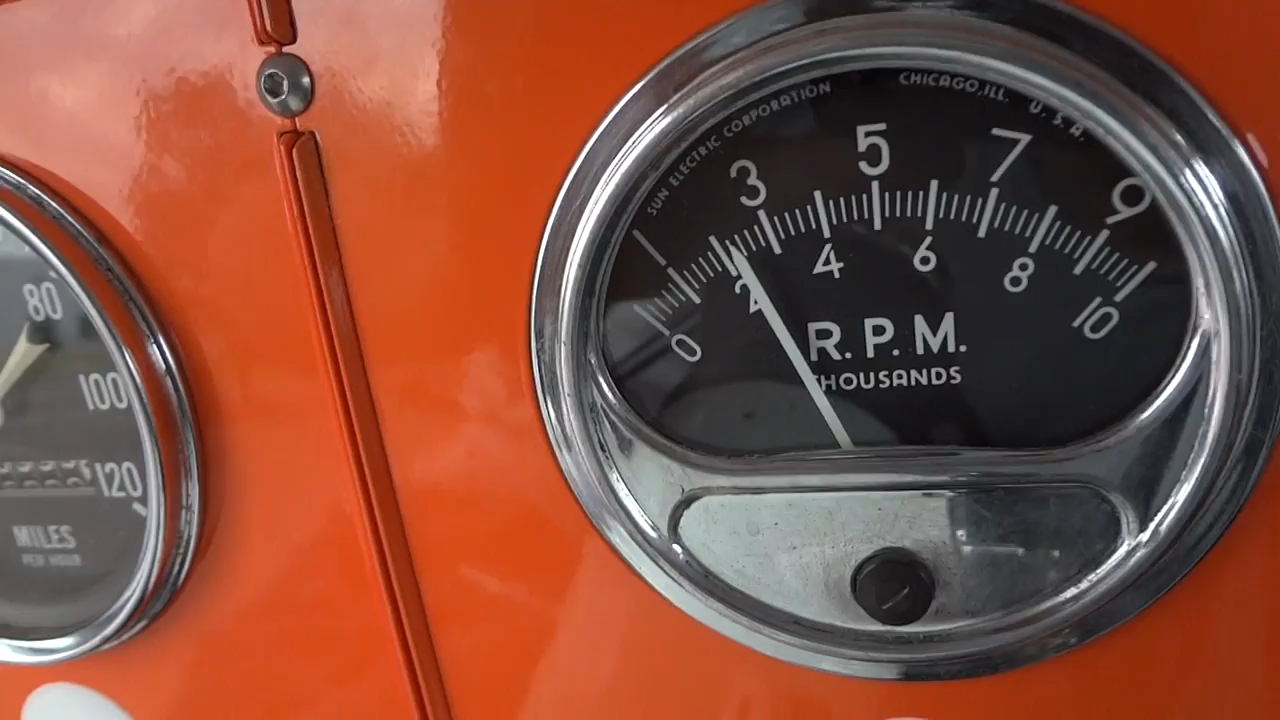 SUN ELECTRIC CORPORATION
CHICAGO, ILL. U.S.A.
3 5 7 9
0 2 4 6 8 10
R.P.M.
THOUSANDS
80
100
120
MILES
PER HOUR